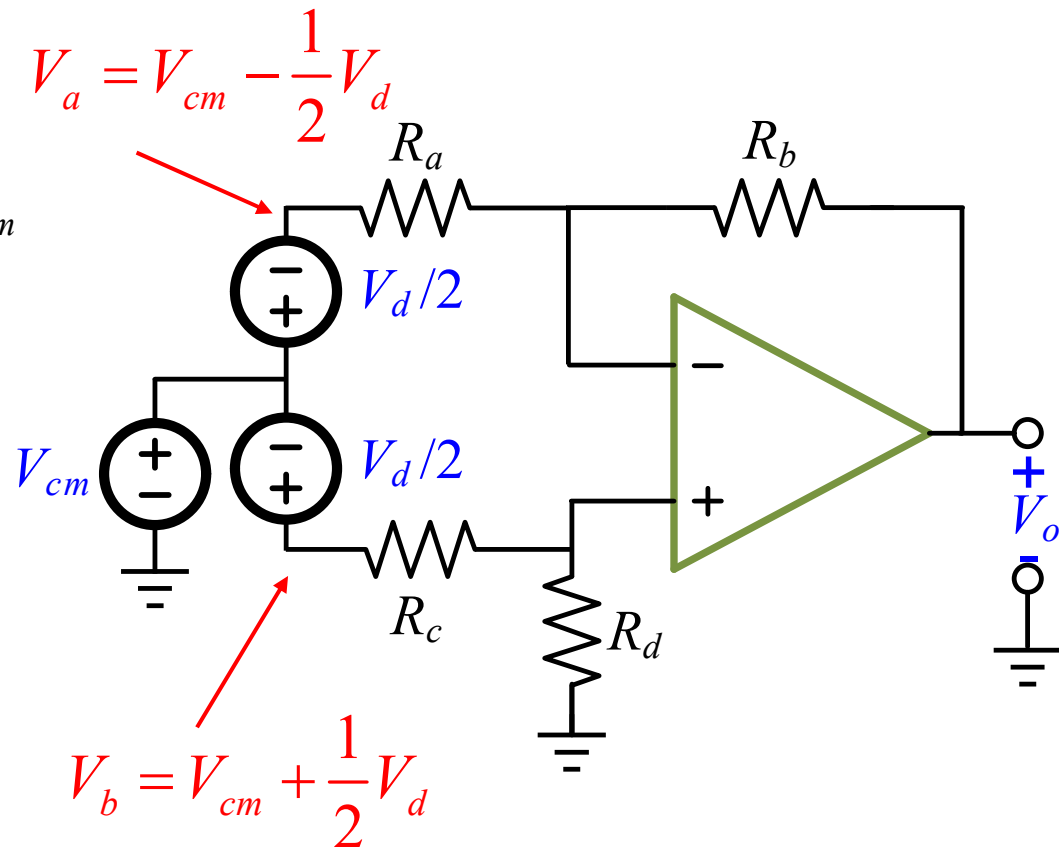 V_a = V_cm − 1/2 V_d
R_a
R_b
m
V_d/2
V_cm
V_d/2
R_c
R_d
V_o
V_b = V_cm + 1/2 V_d